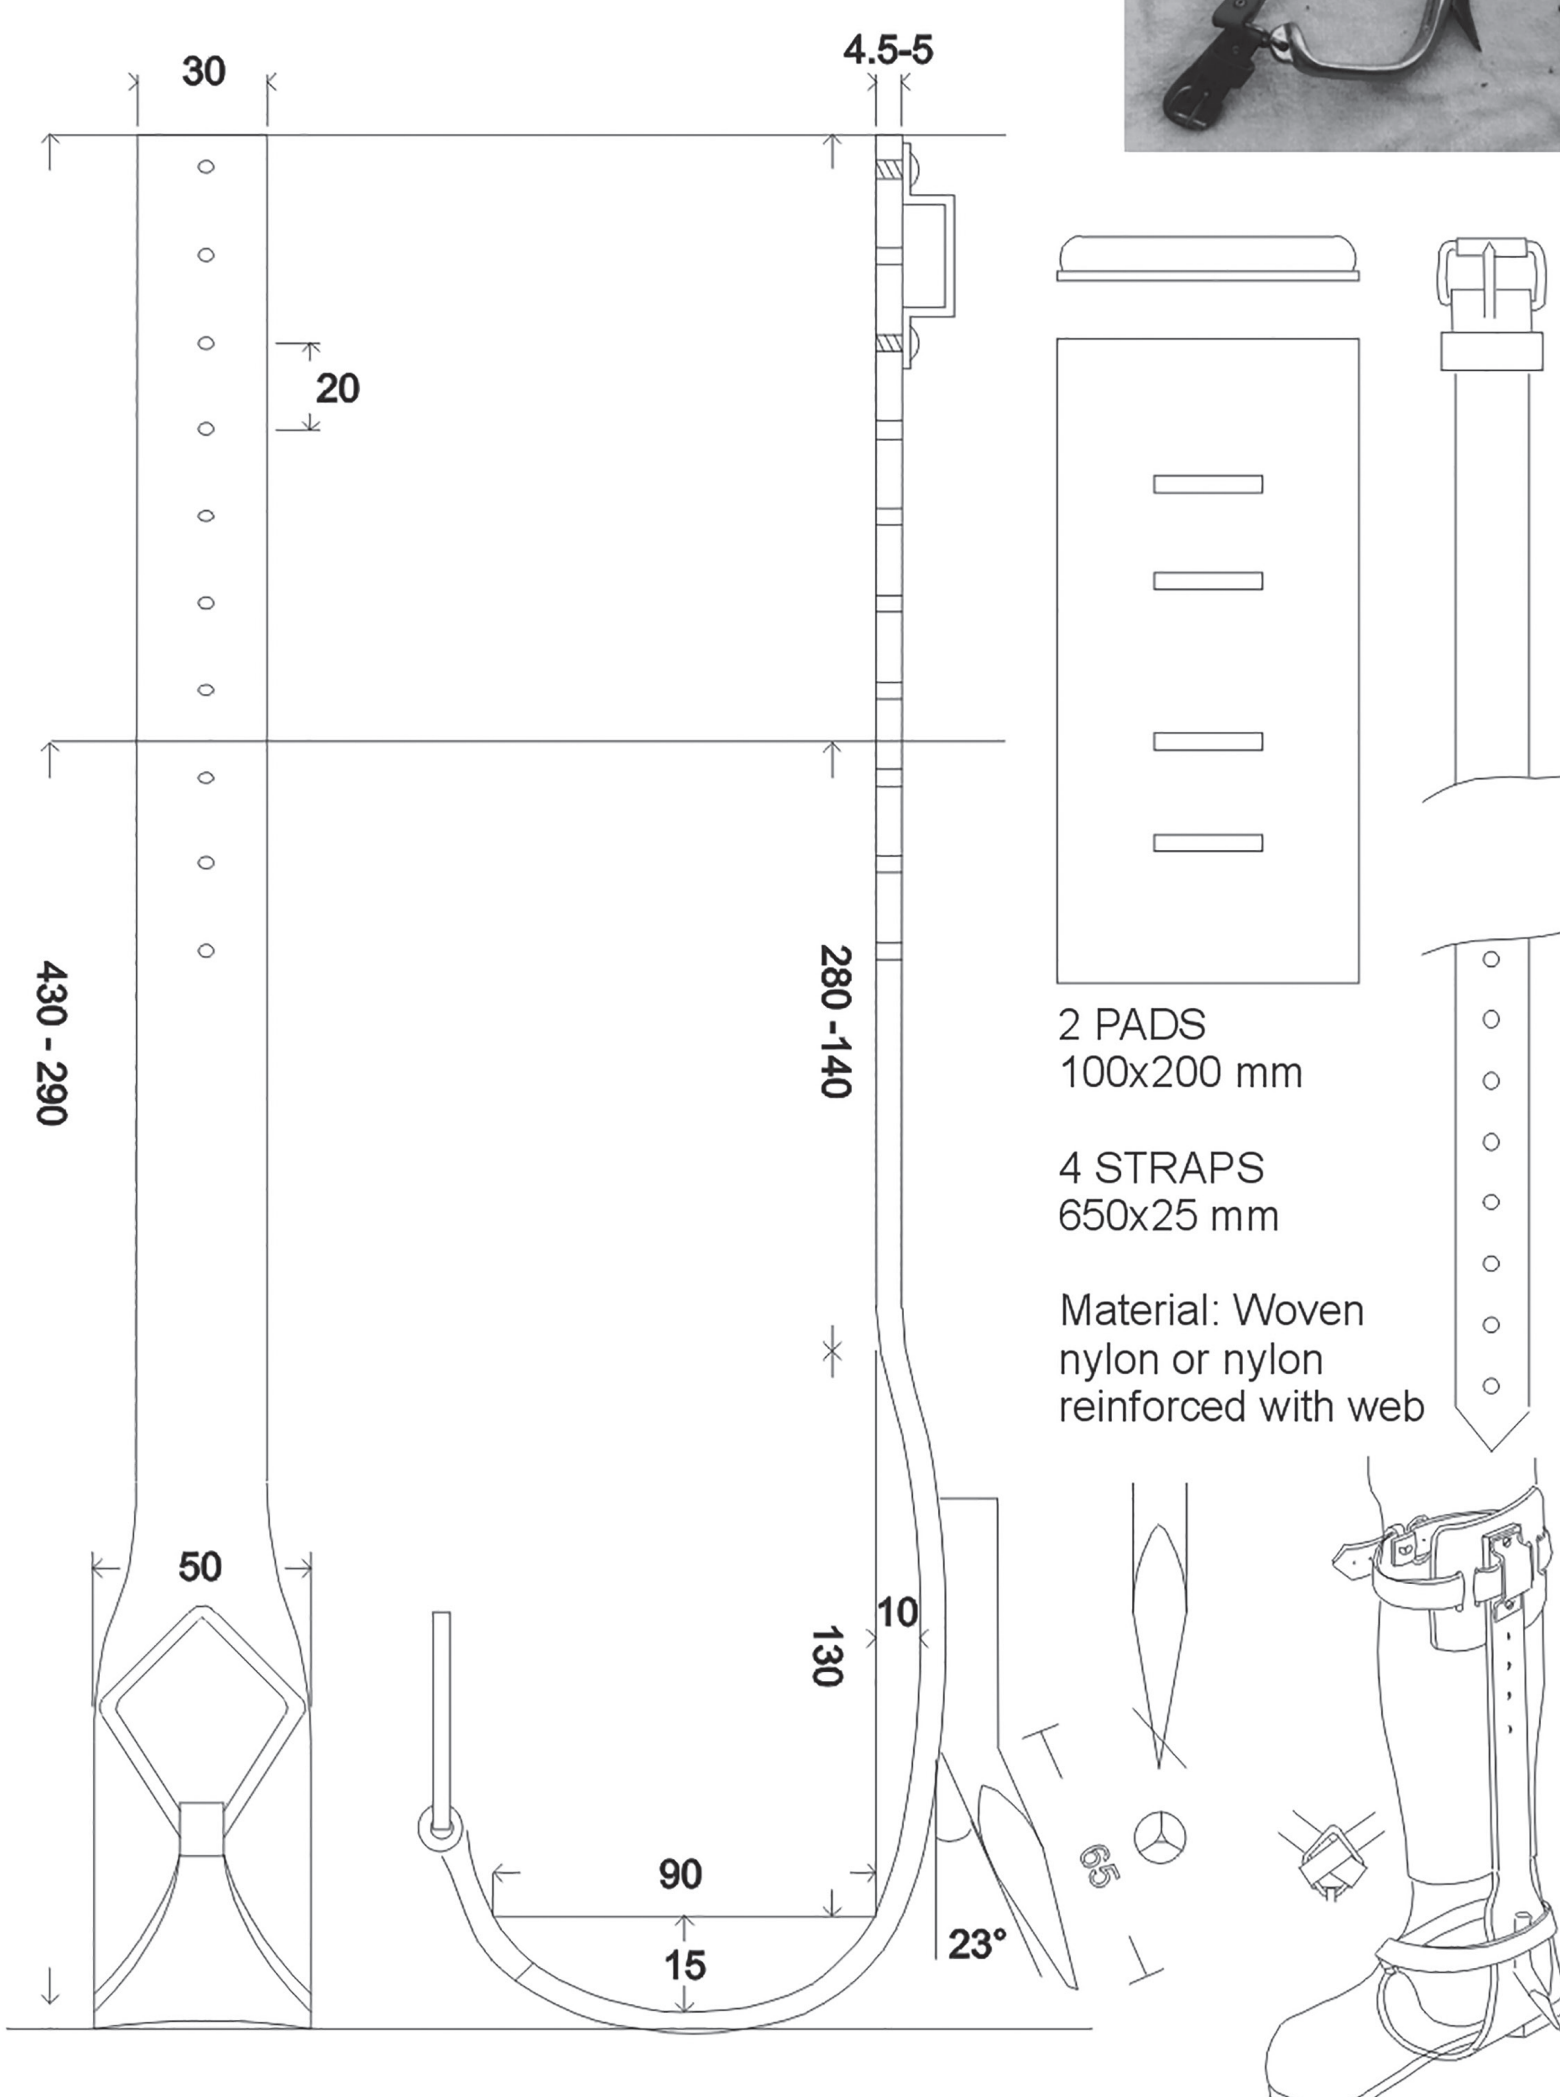 30
4.5-5
20
430 - 290
280 -140
2 PADS
100x200 mm
4 STRAPS
650x25 mm
Material: Woven
nylon or nylon
reinforced with web
50
10
130
90
65
15
23°